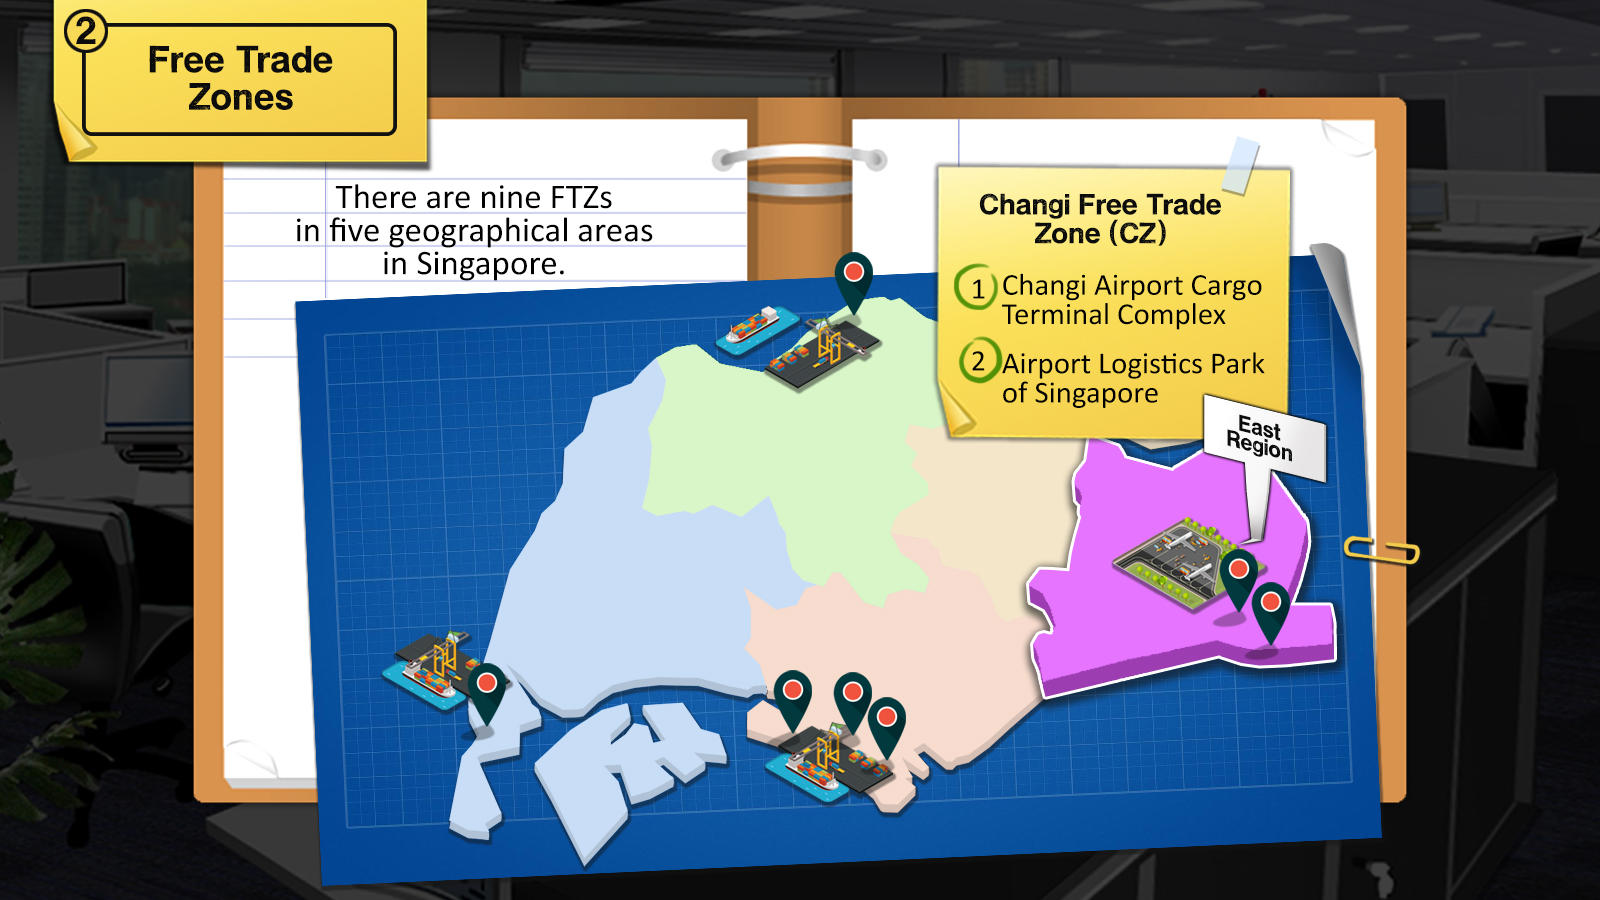 2
Free Trade
Zones
There are nine FTZs
in five geographical areas
in Singapore.
Changi Free Trade
Zone (CZ)
1 Changi Airport Cargo
Terminal Complex
2 Airport Logistics Park
of Singapore
East
Region